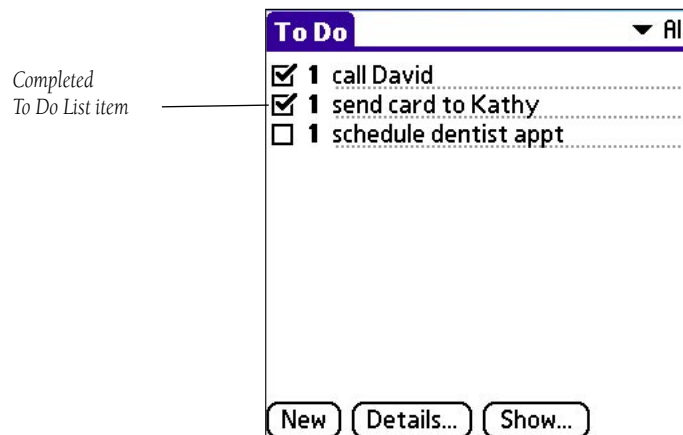 To Do
Al
Completed
To Do List item
1 call David
1 send card to Kathy
1 schedule dentist appt
New Details... Show...